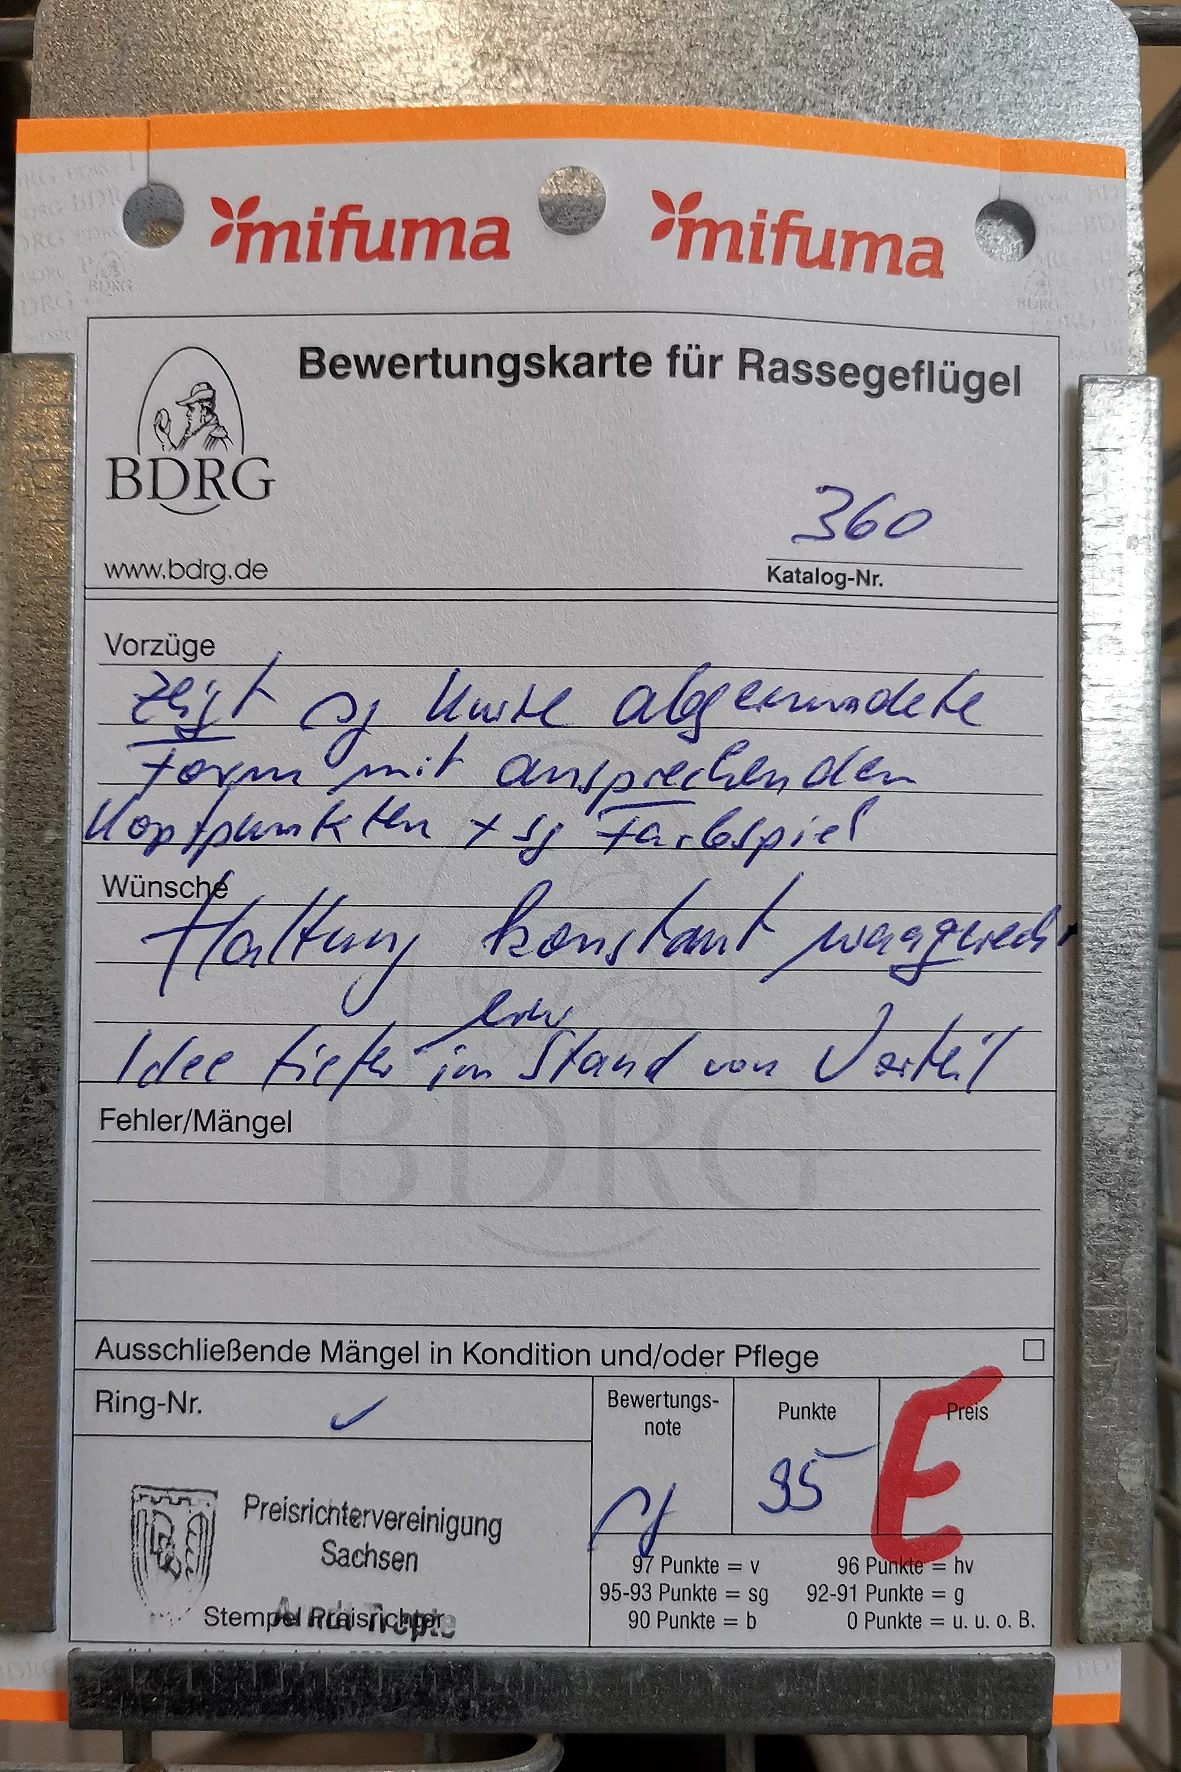 mifuma mifuma
Bewertungskarte für Rassegeflügel
BDRG
www.bdrg.de
360
Katalog-Nr.
Vorzüge
zeigt sg kurze abgerundete
Form mit ansprechenden
Kopfpunkten + sg Farbspiel
Wünsche
Haltung konstant waagrecht
Idee tiefer im Stand von Vorteil
BDRG
Fehler/Mängel
Ausschließende Mängel in Kondition und/oder Pflege
Ring-Nr. ✓
Bewertungs-
note
sg
Punkte
95
Preis
E
Preisrichtervereinigung
Sachsen
Stempel Preisrichter
97 Punkte = v 96 Punkte = hv
95-93 Punkte = sg 92-91 Punkte = g
90 Punkte = b 0 Punkte = u. u. o. B.